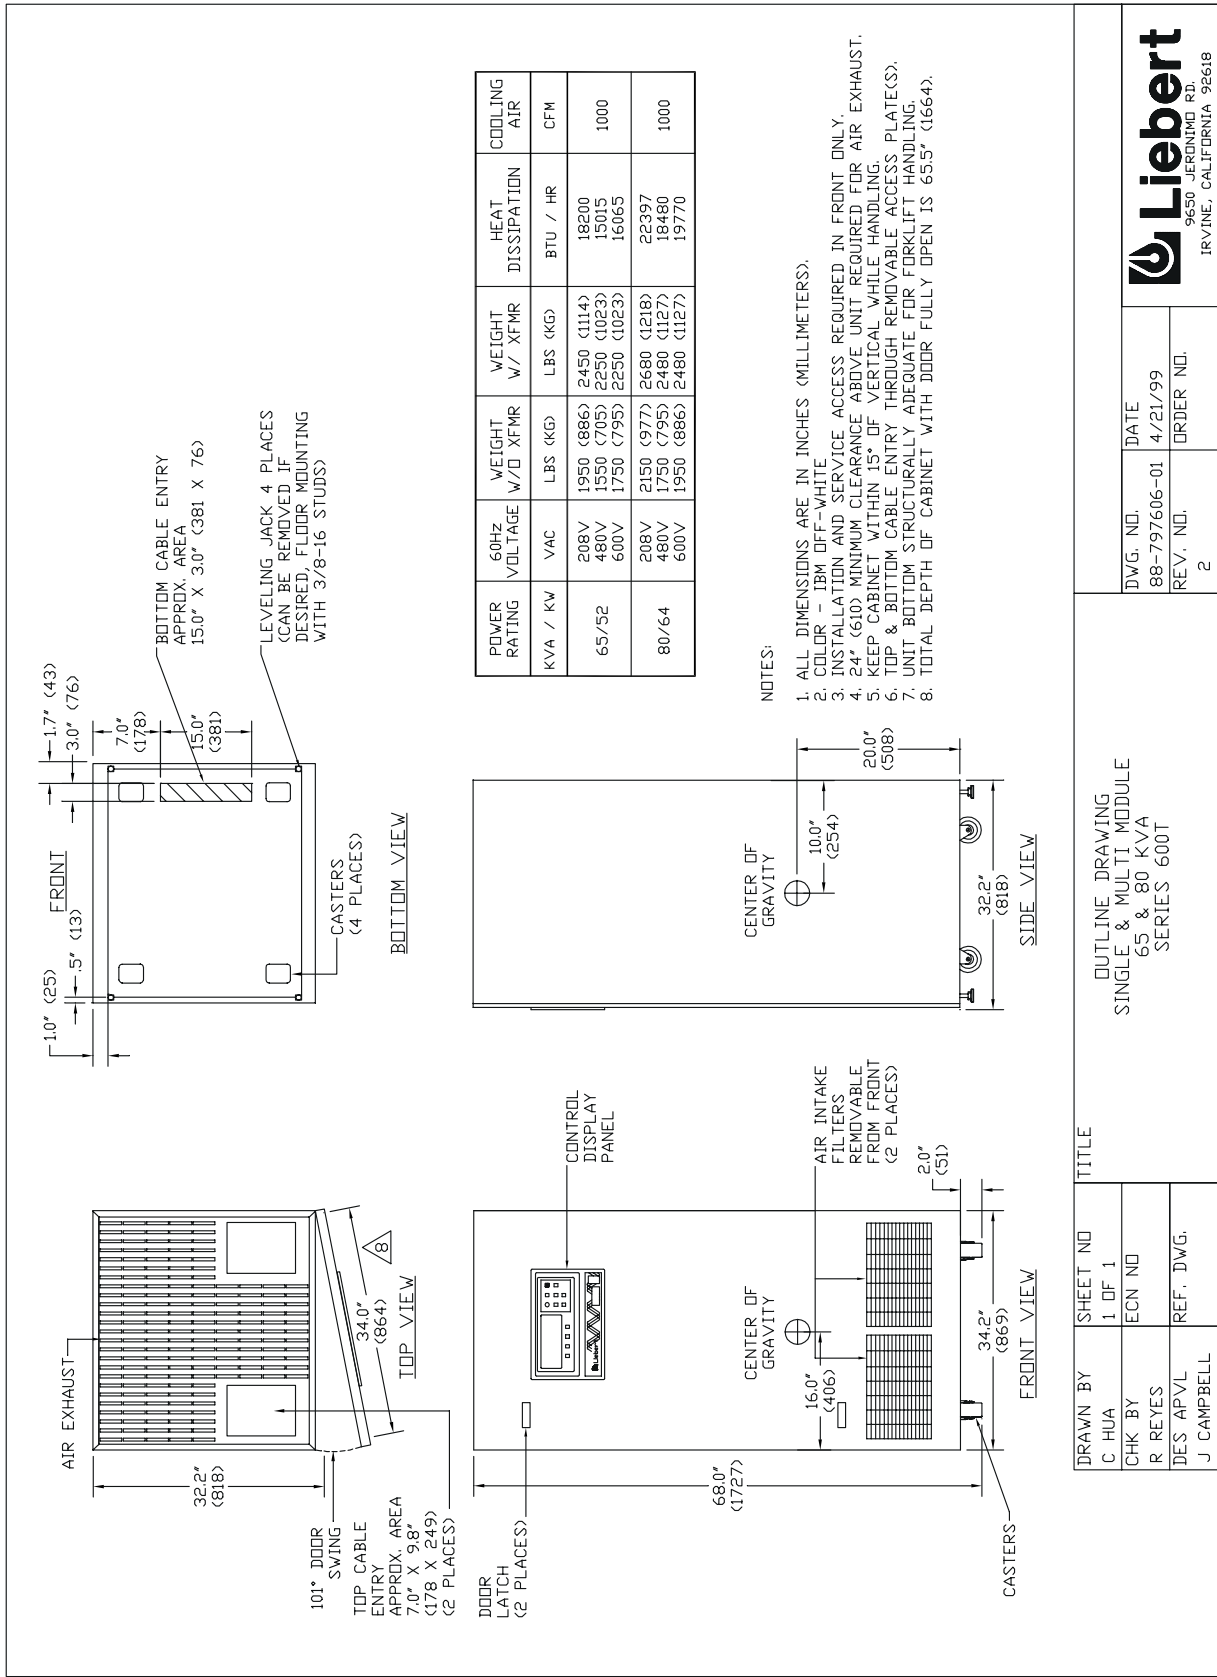 AIR EXHAUST
32.2"
(818)
101° DOOR
SWING
TOP CABLE
ENTRY
APPROX. AREA
7.0" X 9.8"
(178 X 249)
(2 PLACES)
34.0"
(864)
8
TOP VIEW
1.0" (25)
.5" (13)
FRONT
1.7" (43)
3.0" (76)
7.0"
(178)
15.0"
(381)
BOTTOM CABLE ENTRY
APPROX. AREA
15.0" X 3.0" (381 X 76)
LEVELING JACK 4 PLACES
(CAN BE REMOVED IF
DESIRED, FLOOR MOUNTING
WITH 3/8-16 STUDS)
CASTERS
(4 PLACES)
BOTTOM VIEW
DOOR
LATCH
(2 PLACES)
68.0"
(1727)
CASTERS
Liebert
CONTROL
DISPLAY
PANEL
CENTER OF
GRAVITY
16.0"
(406)
AIR INTAKE
FILTERS
REMOVABLE
FROM FRONT
(2 PLACES)
2.0"
(51)
34.2"
(869)
FRONT VIEW
CENTER OF
GRAVITY
10.0"
(254)
20.0"
(508)
32.2"
(818)
SIDE VIEW
POWER RATING 60Hz VOLTAGE WEIGHT W/O XFMR WEIGHT W/ XFMR HEAT DISSIPATION COOLING AIR
KVA / KW VAC LBS (KG) LBS (KG) BTU / HR CFM
65/52 208V 1950 (886) 2450 (1114) 18200 1000
480V 1550 (705) 2250 (1023) 15015
600V 1750 (795) 2250 (1023) 16065
80/64 208V 2150 (977) 2680 (1218) 22397 1000
480V 1750 (795) 2480 (1127) 18480
600V 1950 (886) 2480 (1127) 19770
NOTES:
1. ALL DIMENSIONS ARE IN INCHES (MILLIMETERS).
2. COLOR - IBM OFF-WHITE
3. INSTALLATION AND SERVICE ACCESS REQUIRED IN FRONT ONLY.
4. 24" (610) MINIMUM CLEARANCE ABOVE UNIT REQUIRED FOR AIR EXHAUST.
5. KEEP CABINET WITHIN 15° OF VERTICAL WHILE HANDLING.
6. TOP & BOTTOM CABLE ENTRY THROUGH REMOVABLE ACCESS PLATE(S).
7. UNIT BOTTOM STRUCTURALLY ADEQUATE FOR FORKLIFT HANDLING.
8. TOTAL DEPTH OF CABINET WITH DOOR FULLY OPEN IS 65.5" (1664).
DRAWN BY
C HUA
CHK BY
R REYES
DES APVL
J CAMPBELL
SHEET NO
1 OF 1
ECN NO
REF. DWG.
TITLE
OUTLINE DRAWING
SINGLE & MULTI MODULE
65 & 80 KVA
SERIES 600T
DWG. NO.
88-797606-01
REV. NO.
2
DATE
4/21/99
ORDER NO.
Liebert
9650 JERONIMO RD.
IRVINE, CALIFORNIA 92618